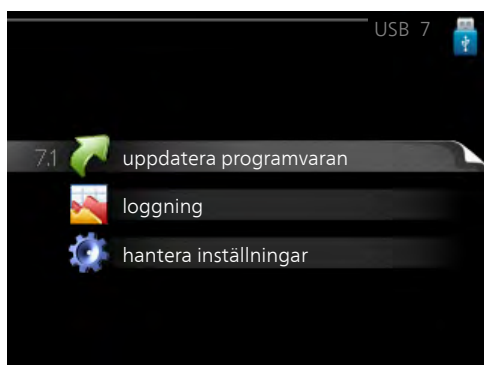 USB 7
7.1 uppdatera programvaran
loggning
hantera inställningar